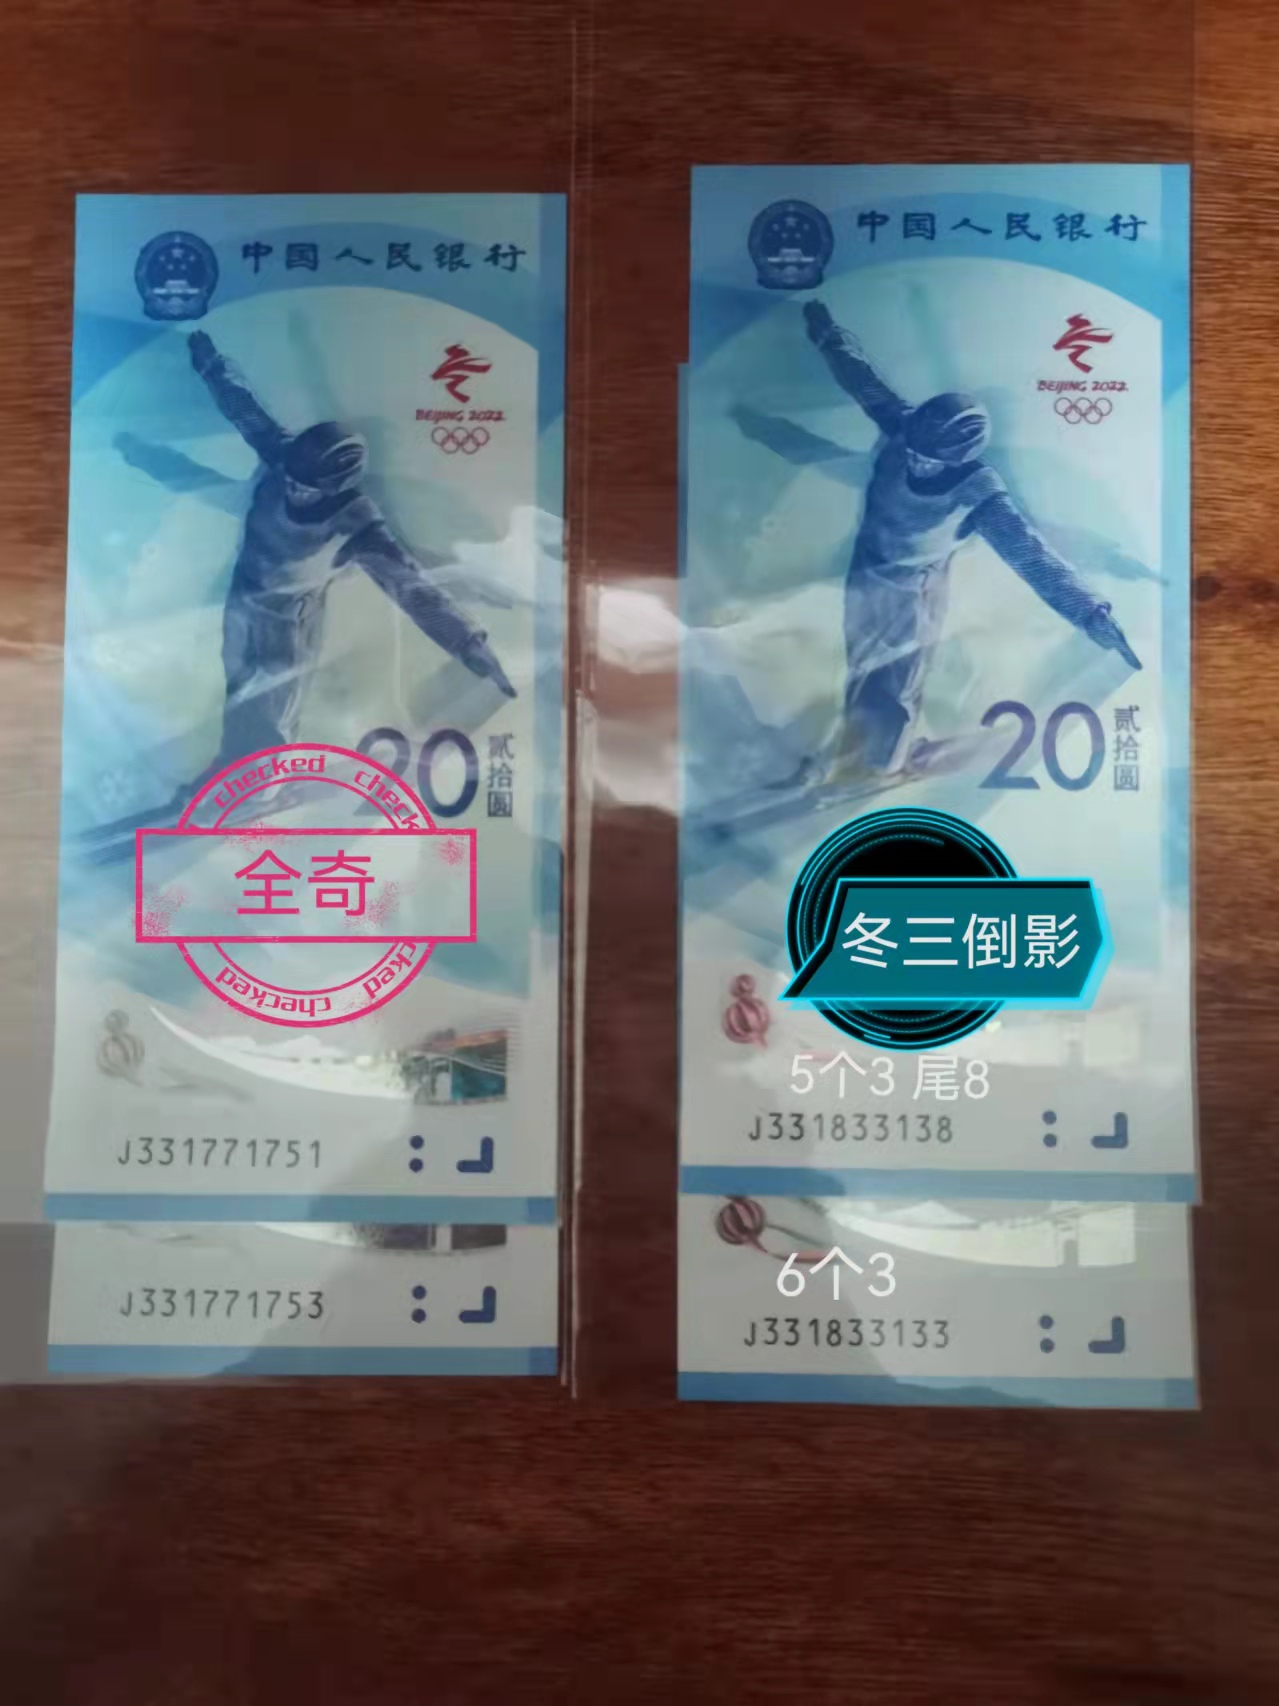 中国人民银行
BEIJING 2022
20
贰拾圆
checked check
全奇
cked checked checked
J331771751
J331771753
中国人民银行
BEIJING 2022
20
贰拾圆
冬三倒影
5个3 尾8
J331833138
6个3
J331833133